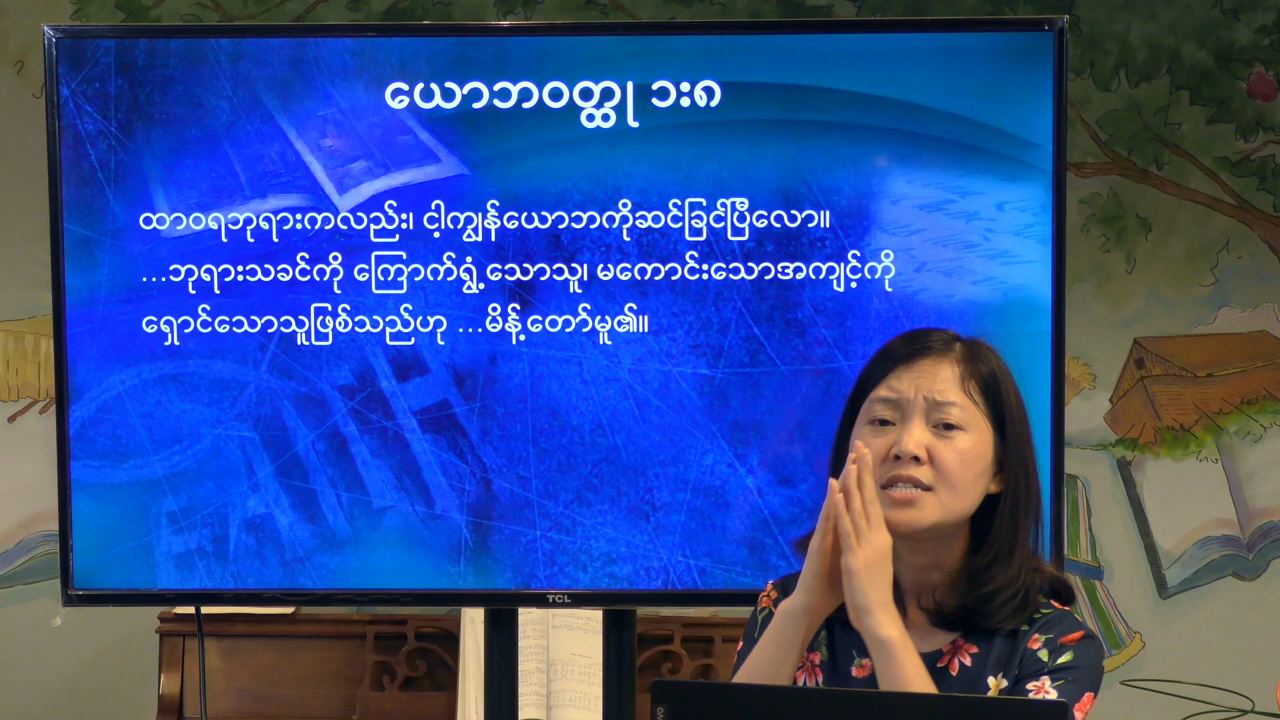 ယောဘဝတ္ထု ၁း၈
ထာဝရဘုရားကလည်း၊ ငါ့ကျွန်ယောဘကိုဆင်ခြင်ပြီလော။
…ဘုရားသခင်ကို ကြောက်ရွံ့သောသူ၊ မကောင်းသောအကျင့်ကို
ရှောင်သောသူဖြစ်သည်ဟု …မိန့်တော်မူ၏။
TCL